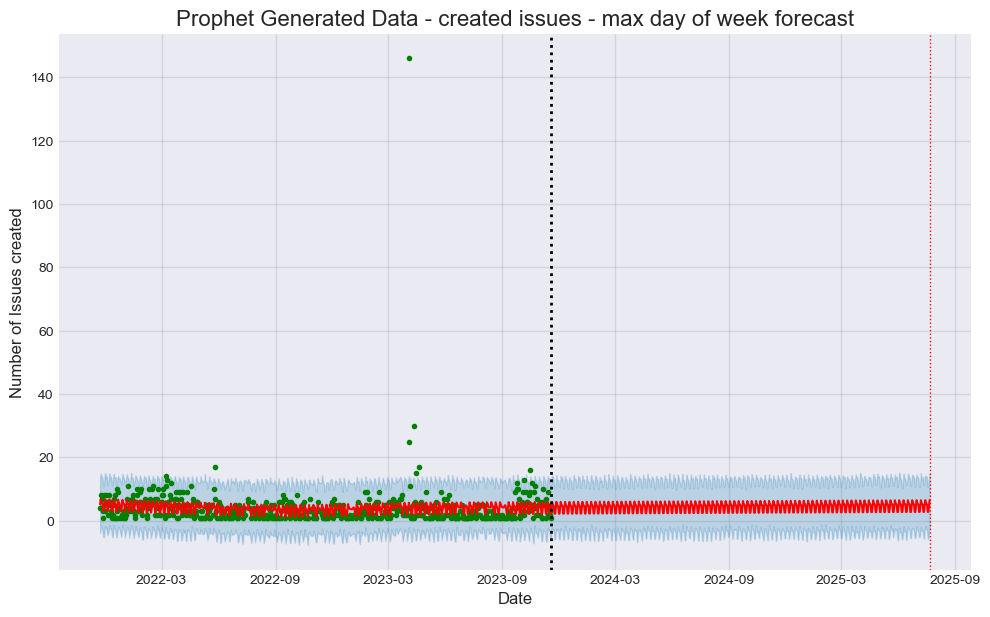 Prophet Generated Data - created issues - max day of week forecast
Number of Issues created
140
120
100
80
60
40
20
0
2022-03 2022-09 2023-03 2023-09 2024-03 2024-09 2025-03 2025-09
Date